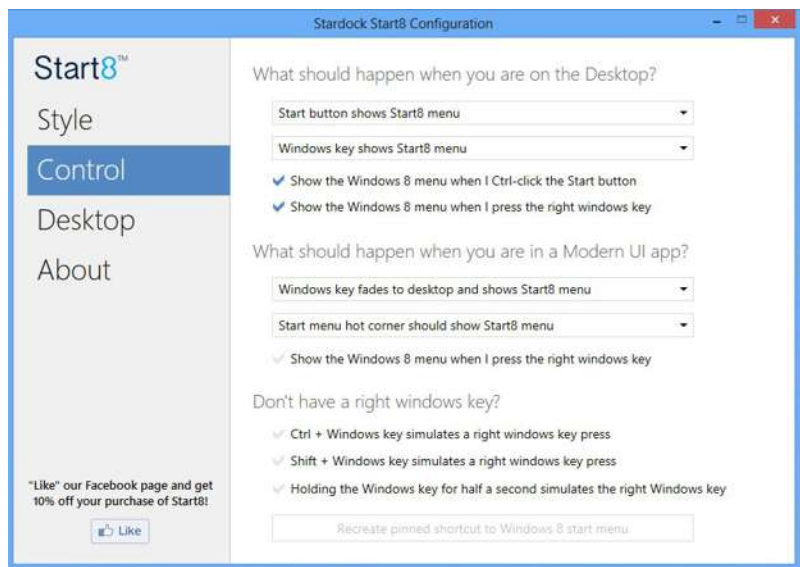 Stardock Start8 Configuration
Start8™
Style
Control
Desktop
About
"Like" our Facebook page and get
10% off your purchase of Start8!
Like
What should happen when you are on the Desktop?
Start button shows Start8 menu
Windows key shows Start8 menu
Show the Windows 8 menu when I Ctrl-click the Start button
Show the Windows 8 menu when I press the right windows key
What should happen when you are in a Modern UI app?
Windows key fades to desktop and shows Start8 menu
Start menu hot corner should show Start8 menu
Show the Windows 8 menu when I press the right windows key
Don't have a right windows key?
Ctrl + Windows key simulates a right windows key press
Shift + Windows key simulates a right windows key press
Holding the Windows key for half a second simulates the right Windows key
Recreate pinned shortcut to Windows 8 start menu